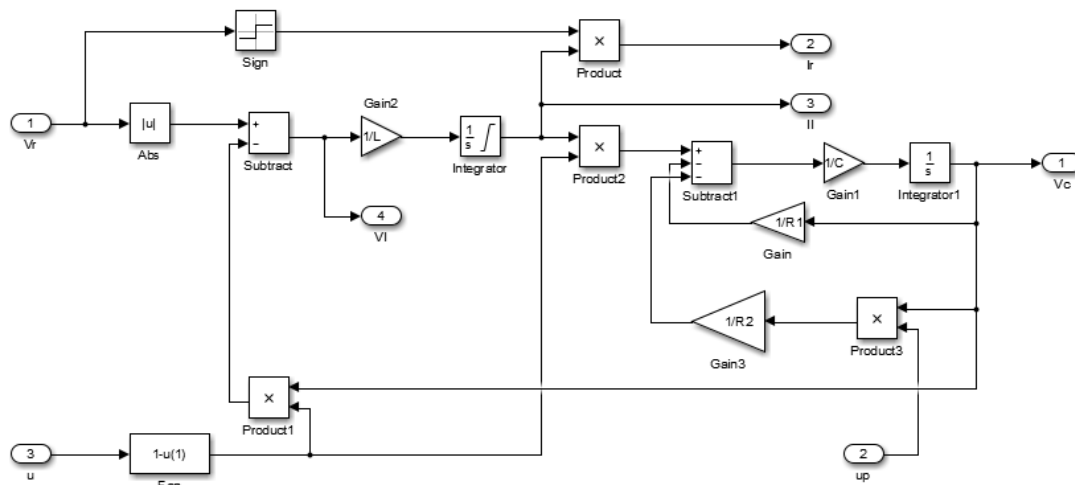 Sign
×
Product
2
Ir
1
Vr
|u|
Abs
+
−
Subtract
Gain2
1/L
1
s
Integrator
3
Il
×
Product2
+
−
−
Subtract1
1/C
Gain1
1
s
Integrator1
1
Vc
4
Vl
1/R1
Gain
1/R2
Gain3
×
Product3
×
Product1
3
u
1-u(1)
2
up